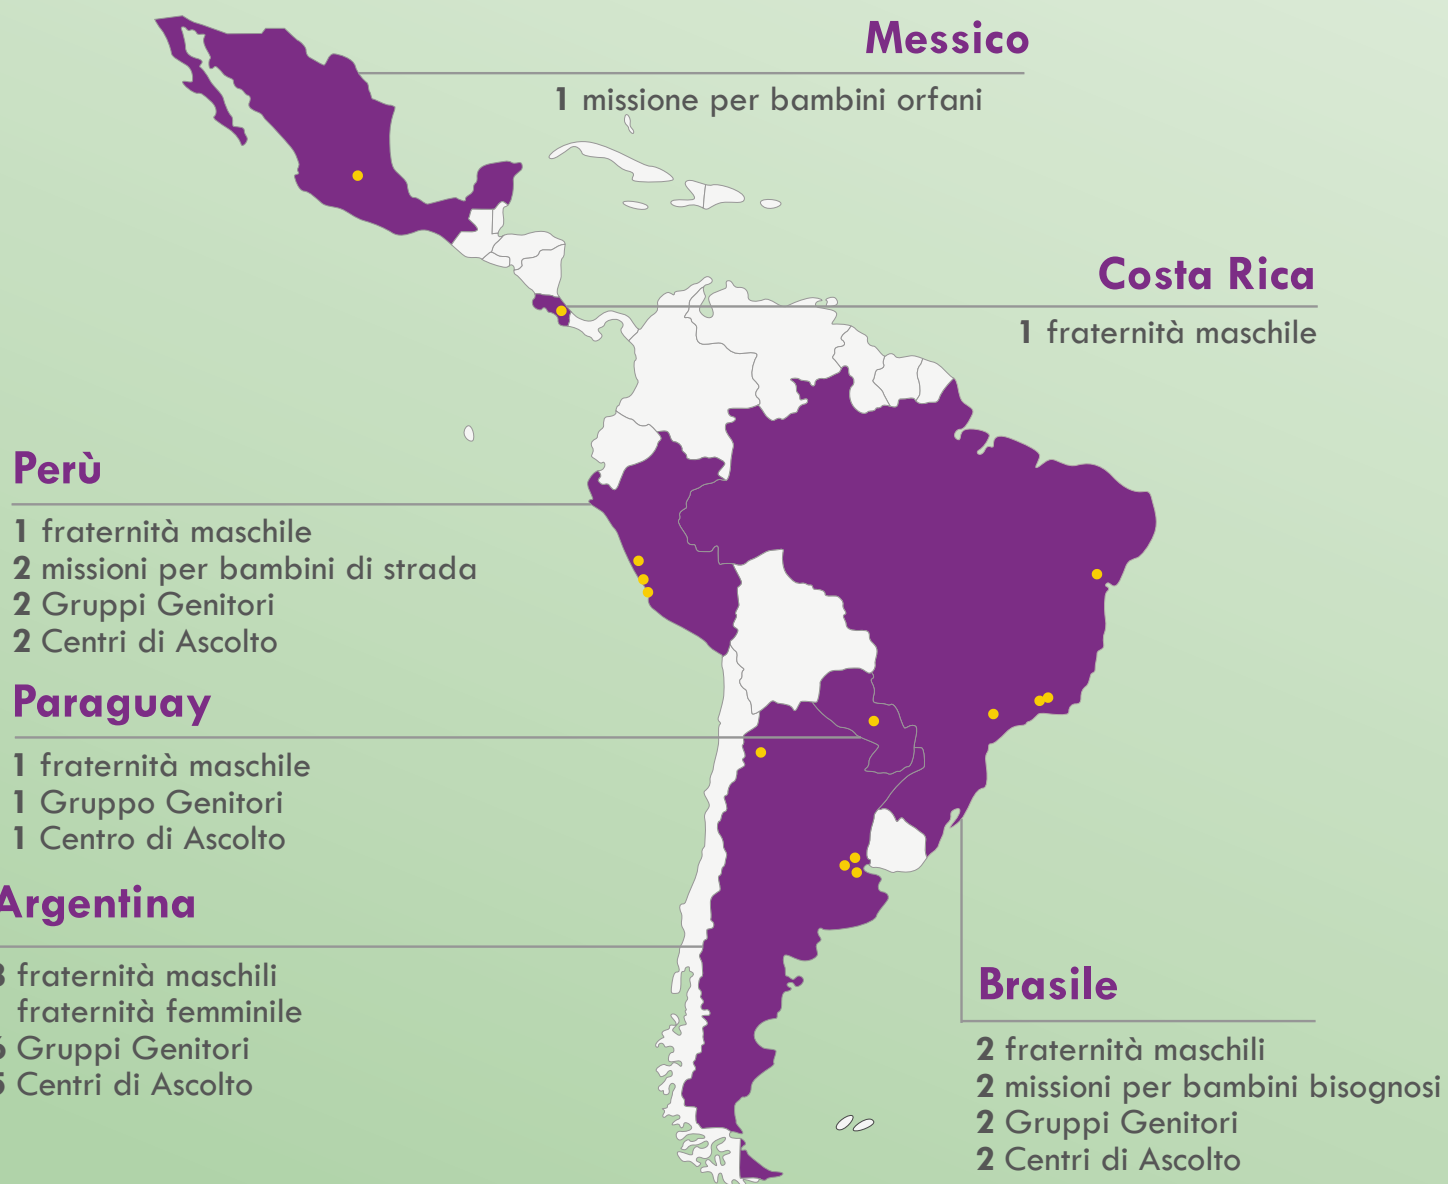 Messico
1 missione per bambini orfani
Costa Rica
1 fraternità maschile
Perù
1 fraternità maschile
2 missioni per bambini di strada
2 Gruppi Genitori
2 Centri di Ascolto
Paraguay
1 fraternità maschile
1 Gruppo Genitori
1 Centro di Ascolto
Argentina
3 fraternità maschili
fraternità femminile
Gruppi Genitori
Centri di Ascolto
Brasile
2 fraternità maschili
2 missioni per bambini bisognosi
2 Gruppi Genitori
2 Centri di Ascolto